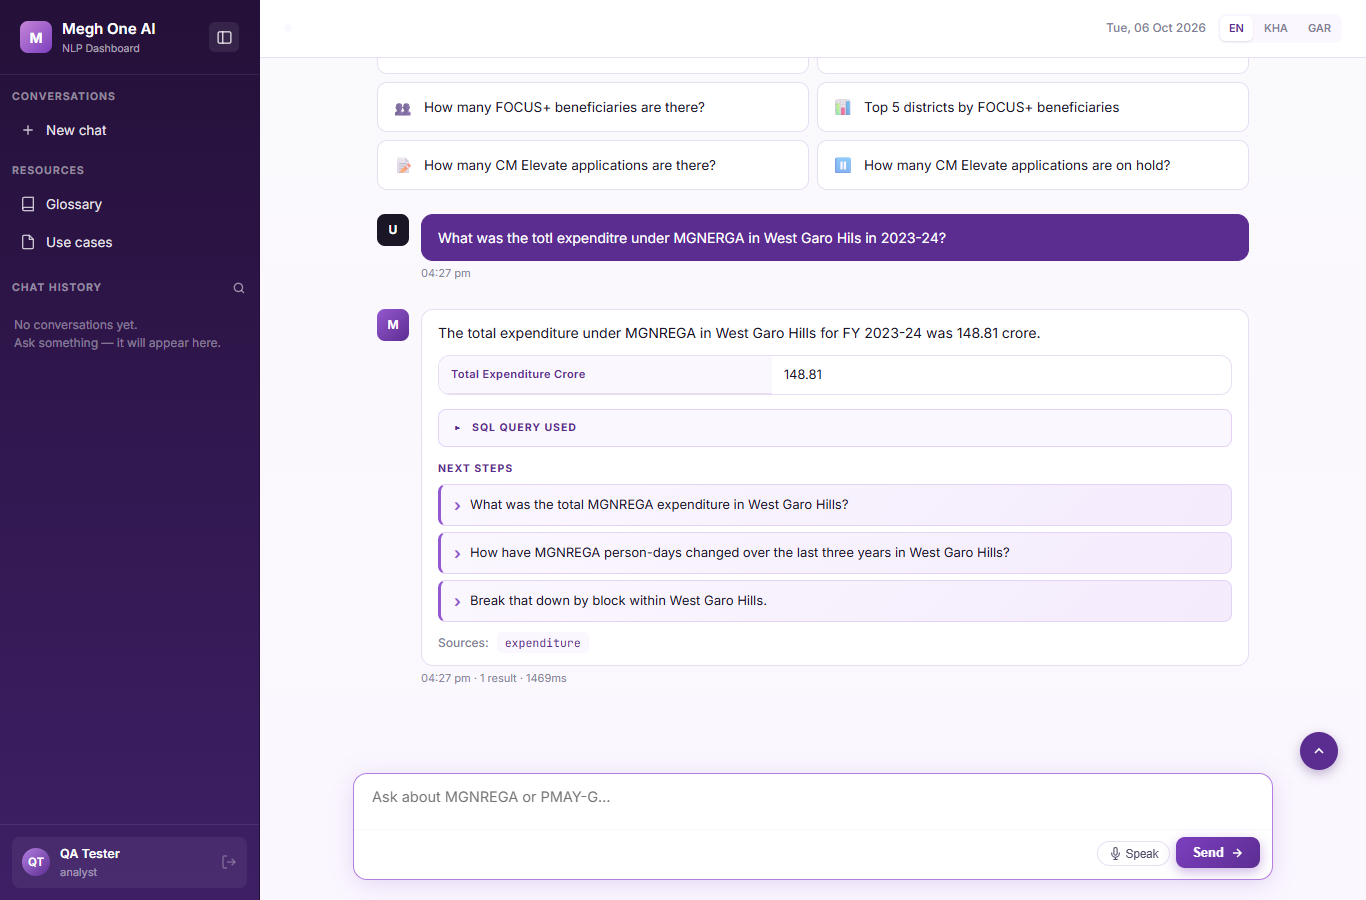 M
Megh One AI
NLP Dashboard
CONVERSATIONS
New chat
RESOURCES
Glossary
Use cases
CHAT HISTORY
No conversations yet.
Ask something — it will appear here.
QT
QA Tester
analyst
Tue, 06 Oct 2026
EN
KHA
GAR
How many FOCUS+ beneficiaries are there?
Top 5 districts by FOCUS+ beneficiaries
How many CM Elevate applications are there?
How many CM Elevate applications are on hold?
U
What was the totl expenditre under MGNERGA in West Garo Hils in 2023-24?
04:27 pm
M
The total expenditure under MGNREGA in West Garo Hills for FY 2023-24 was 148.81 crore.
Total Expenditure Crore
148.81
SQL QUERY USED
NEXT STEPS
What was the total MGNREGA expenditure in West Garo Hills?
How have MGNREGA person-days changed over the last three years in West Garo Hills?
Break that down by block within West Garo Hills.
Sources: expenditure
04:27 pm · 1 result · 1469ms
Ask about MGNREGA or PMAY-G...
Speak
Send →